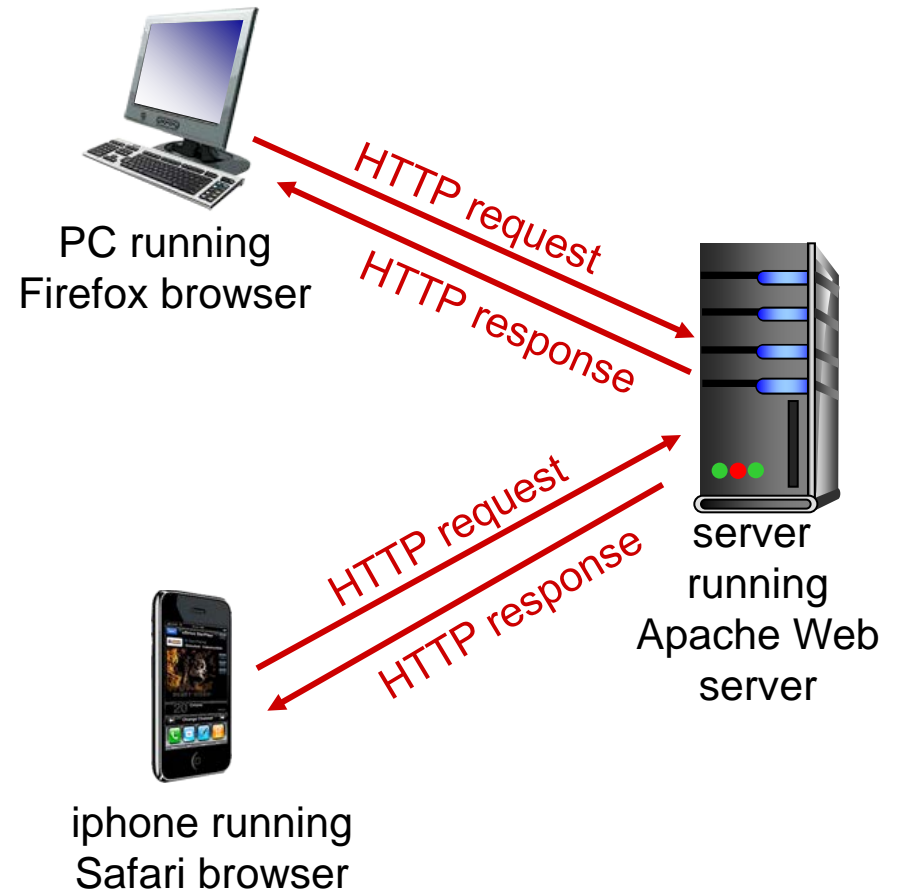 HTTP request
HTTP response
PC running
Firefox browser
HTTP request
HTTP response
server
running
Apache Web
server
iphone running
Safari browser